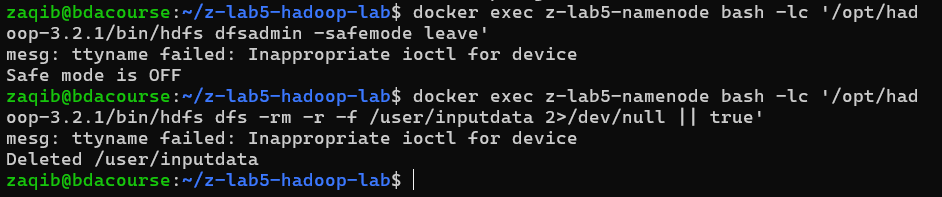 zaqib@bdacourse:~/z-lab5-hadoop-lab$ docker exec z-lab5-namenode bash -lc '/opt/had
oop-3.2.1/bin/hdfs dfsadmin -safemode leave'
mesg: ttyname failed: Inappropriate ioctl for device
Safe mode is OFF
zaqib@bdacourse:~/z-lab5-hadoop-lab$ docker exec z-lab5-namenode bash -lc '/opt/had
oop-3.2.1/bin/hdfs dfs -rm -r -f /user/inputdata 2>/dev/null || true'
mesg: ttyname failed: Inappropriate ioctl for device
Deleted /user/inputdata
zaqib@bdacourse:~/z-lab5-hadoop-lab$